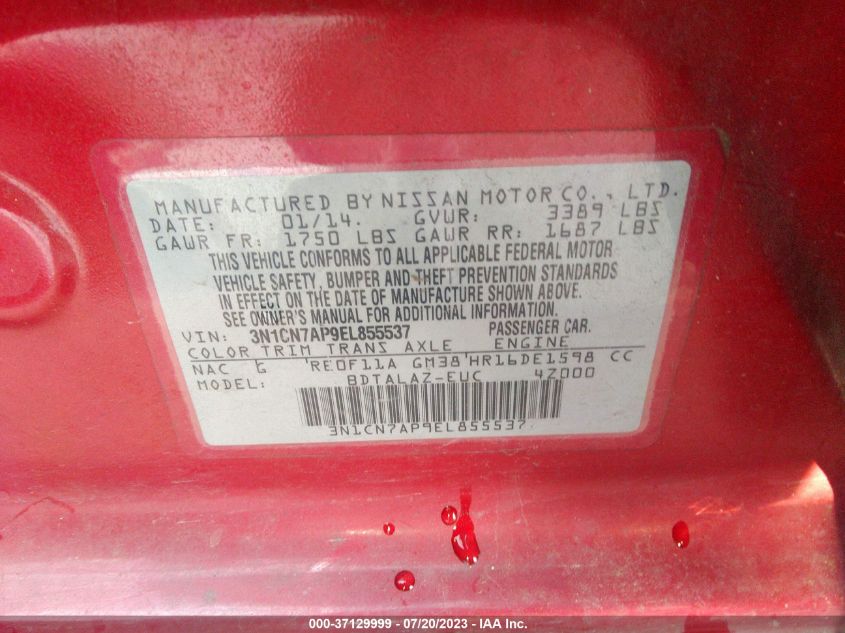 MANUFACTURED BY NISSAN MOTOR CO., LTD.
DATE: 01/14. GVWR: 3389 LBS
GAWR FR: 1750 LBS GAWR RR: 1687 LBS
THIS VEHICLE CONFORMS TO ALL APPLICABLE FEDERAL MOTOR
VEHICLE SAFETY, BUMPER AND THEFT PREVENTION STANDARDS
IN EFFECT ON THE DATE OF MANUFACTURE SHOWN ABOVE.
SEE OWNER'S MANUAL FOR ADDITIONAL INFORMATION.
VIN: 3N1CN7AP9EL855537 PASSENGER CAR.
COLOR TRIM TRANS AXLE ENGINE
NAC G RE0F11A GM38 HR16DE1598 CC
MODEL: BDTALAZ-EUC 4Z000
3N1CN7AP9EL855537
000-37129999 / 07/20/2023 / ©IAA Inc.